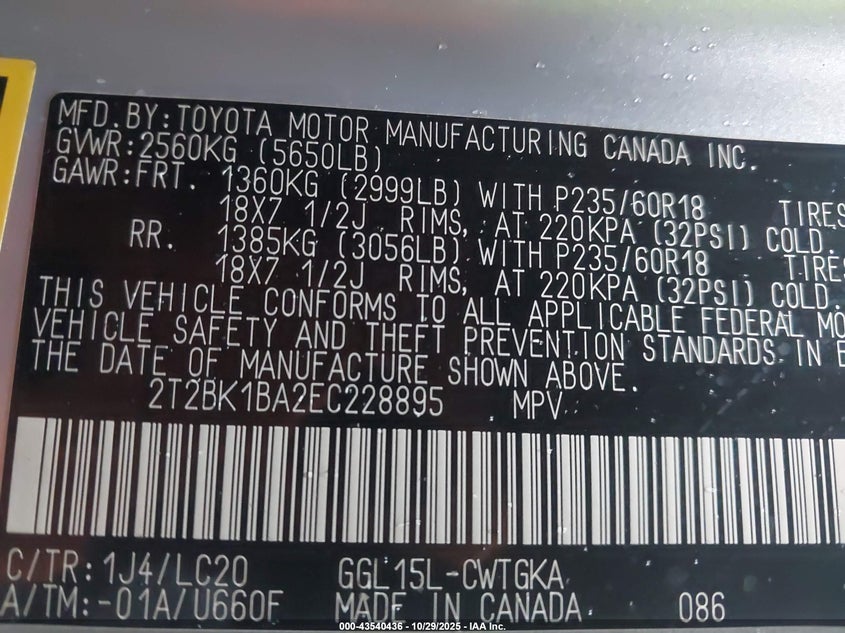 MFD.BY:TOYOTA MOTOR MANUFACTURING CANADA INC.
GVWR:2560KG (5650LB)
GAWR:FRT. 1360KG (2999LB) WITH P235/60R18 TIRES
18X7 1/2J RIMS, AT 220KPA (32PSI) COLD
RR. 1385KG (3056LB) WITH P235/60R18 TIRES
18X7 1/2J RIMS, AT 220KPA (32PSI) COLD.
THIS VEHICLE CONFORMS TO ALL APPLICABLE FEDERAL MO
VEHICLE SAFETY AND THEFT PREVENTION STANDARDS IN E
THE DATE OF MANUFACTURE SHOWN ABOVE.
2T2BK1BA2EC228895 MPV
C/TR:1J4/LC20 GGL15L-CWTGKA
A/TM:-01A/U660F MADE IN CANADA 086
000-43540436 - 10/29/2025 - IAA Inc.